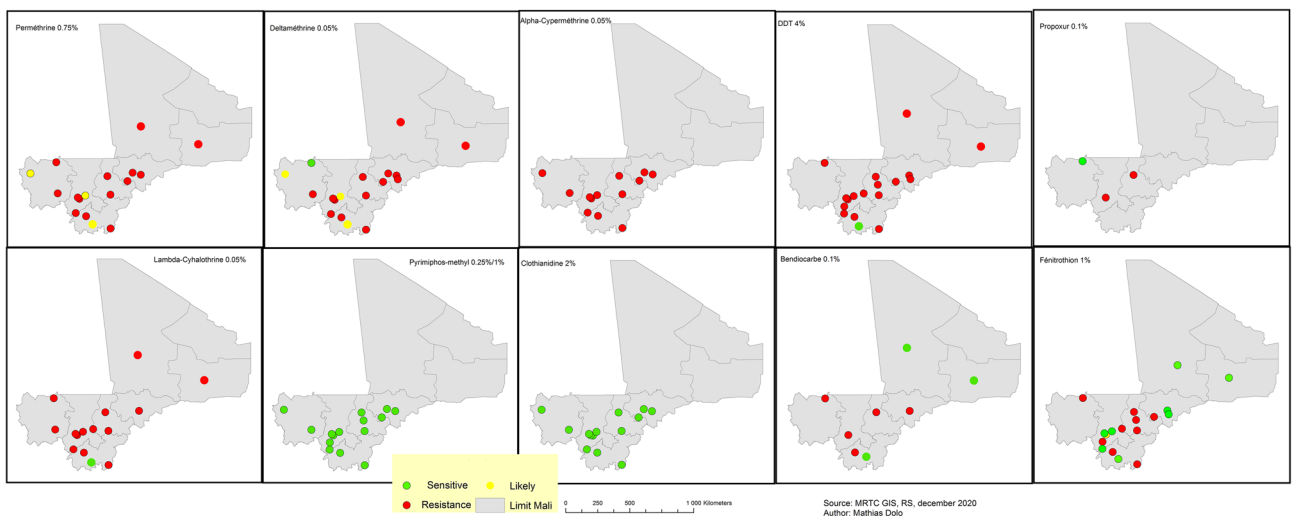 Perméthrine 0.75%
Deltaméthrine 0.05%
Alpha-Cyperméthrine 0.05%
DDT 4%
Propoxur 0.1%
Lambda-Cyhalothrine 0.05%
Pyrimiphos-methyl 0.25%/1%
Clothianidine 2%
Bendiocarbe 0.1%
Fénitrothion 1%
Sensitive
Likely
Resistance
Limit Mali
0 250 500 1 000 Kilometers
Source: MRTC GIS, RS, december 2020
Author: Mathias Dolo